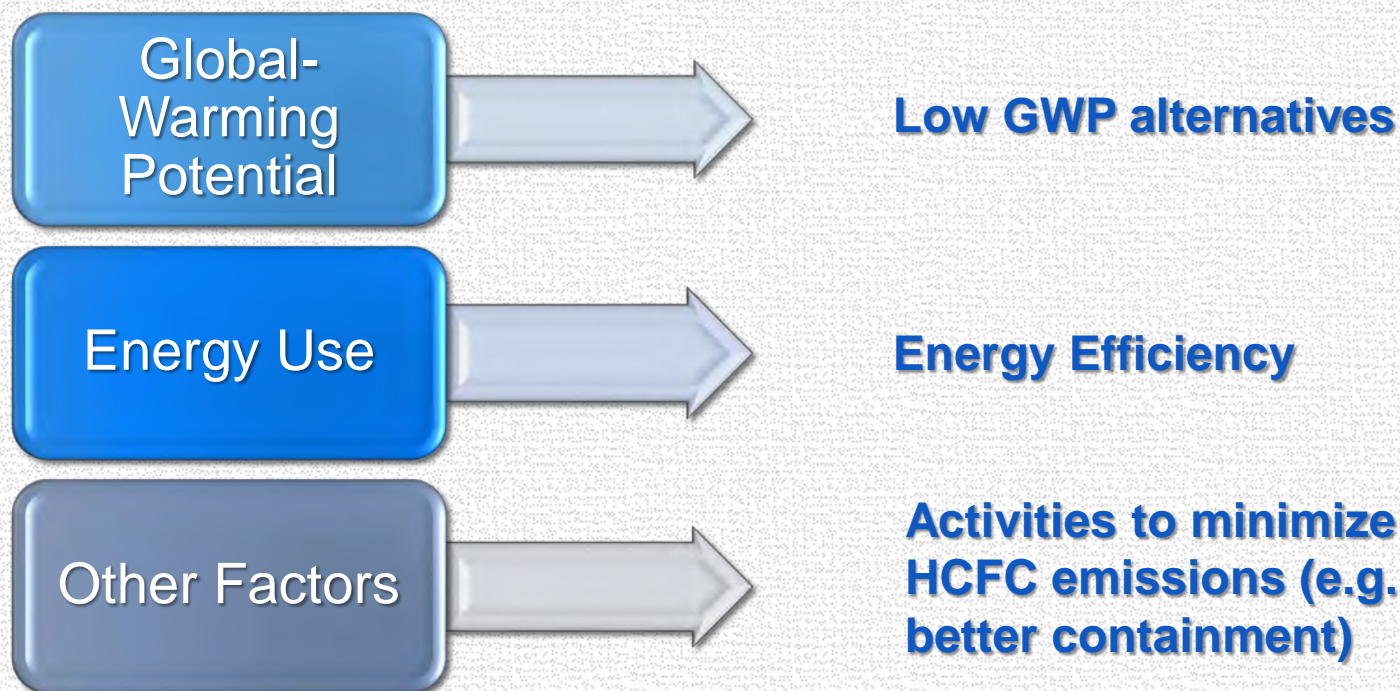 Global-
Warming
Potential
Low GWP alternatives
Energy Use
Energy Efficiency
Other Factors
Activities to minimize
HCFC emissions (e.g.
better containment)